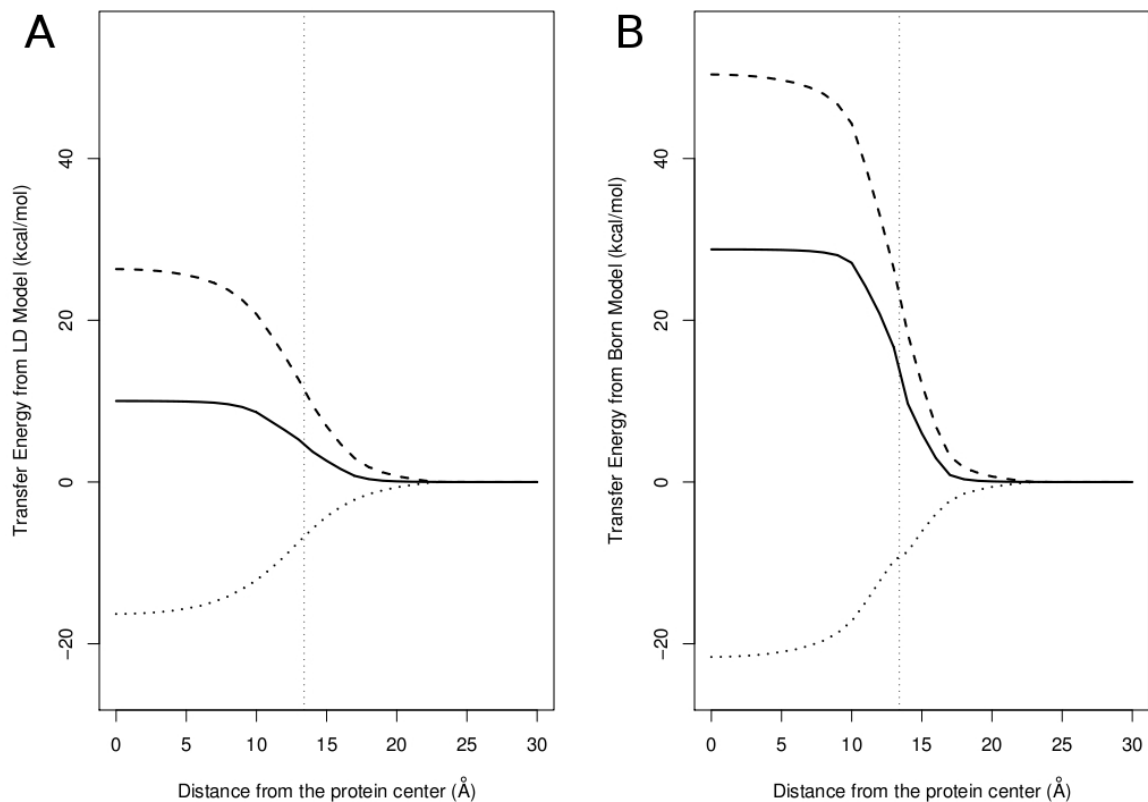 A
Transfer Energy from LD Model (kcal/mol)
40
20
0
−20
0 5 10 15 20 25 30
Distance from the protein center (Å)
B
Transfer Energy from Born Model (kcal/mol)
40
20
0
−20
0 5 10 15 20 25 30
Distance from the protein center (Å)